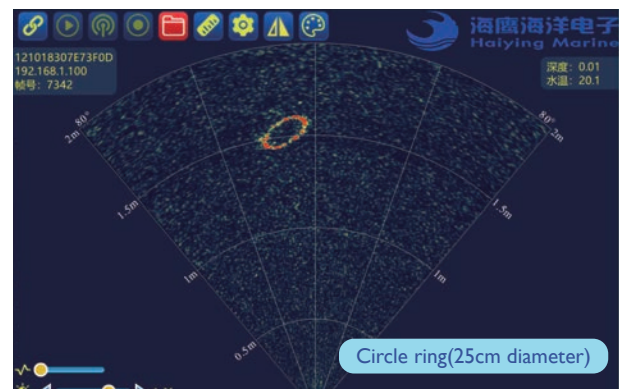 海鹰海洋电子
Haiying Marine
121018307E73F0D
192.168.1.100
帧号: 7342
深度: 0.01
水温: 20.1
80°
80°
2m
2m
1.5m
1.5m
1m
1m
0.5m
Circle ring(25cm diameter)